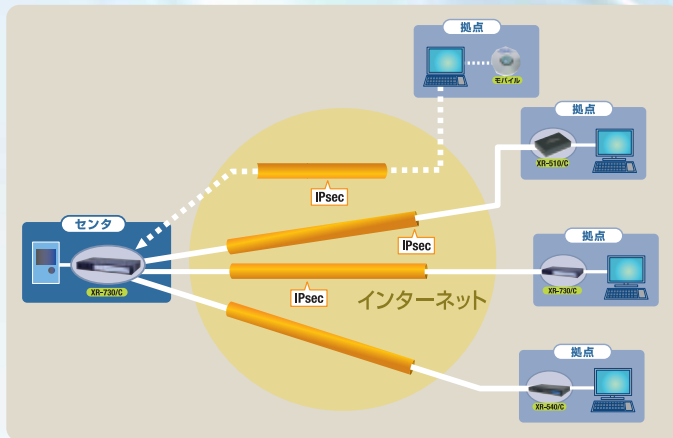 拠点
モバイル
拠点
XR-510/C
IPsec
センタ
IPsec
拠点
XR-730/C
IPsec
XR-730/C
インターネット
拠点
XR-540/C